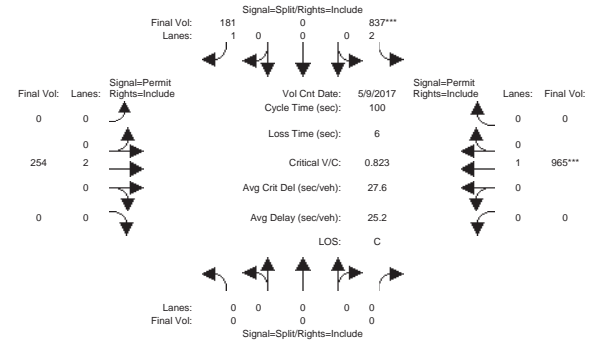 Signal=Split/Rights=Include
Final Vol: 181 0 837***
Lanes: 1 0 0 0 2
Signal=Permit
Final Vol: Lanes: Rights=Include
Vol Cnt Date: 5/9/2017
Signal=Permit
Rights=Include Lanes: Final Vol:
Cycle Time (sec): 100
0 0
0 0
Loss Time (sec): 6
0
0
254 2
Critical V/C: 0.823
1 965***
0
Avg Crit Del (sec/veh): 27.6
0
0 0
Avg Delay (sec/veh): 25.2
0 0
LOS: C
Lanes: 0 0 0 0 0
Final Vol: 0 0 0
Signal=Split/Rights=Include